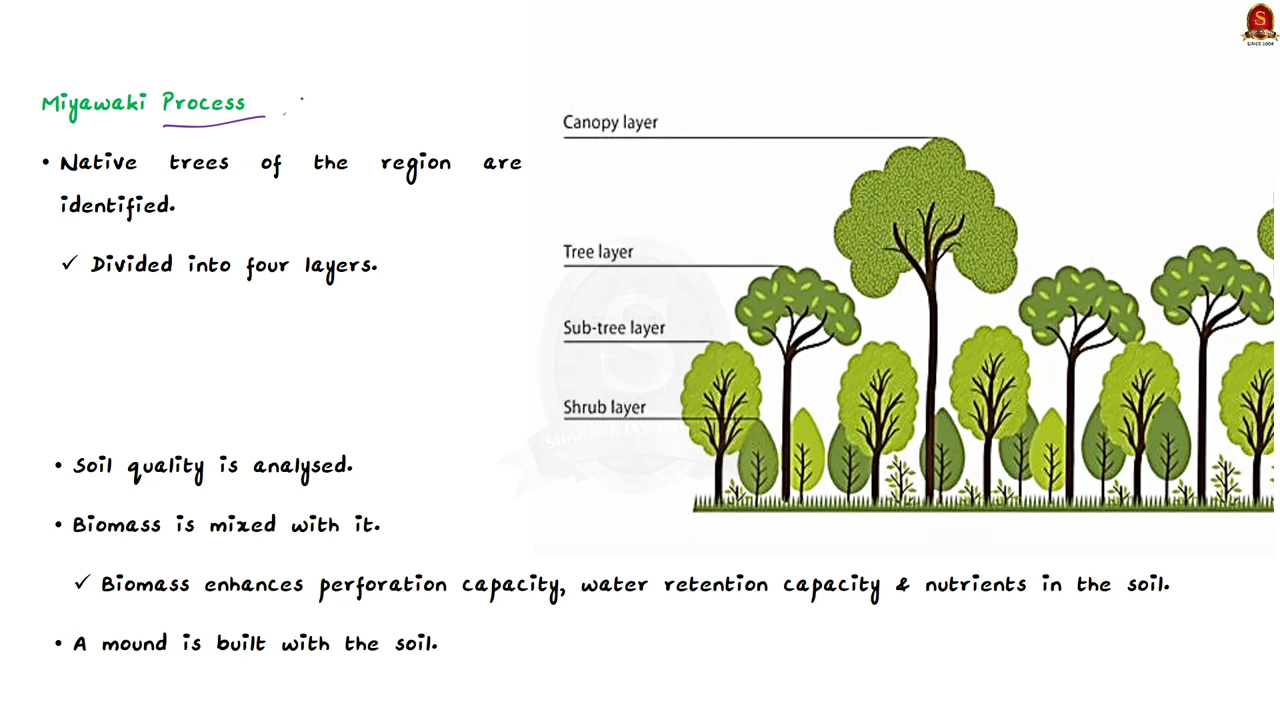 Miyawaki Process
• Native trees of the region are
identified.
✓ Divided into four layers.
Canopy layer
Tree layer
Sub-tree layer
Shrub layer
• Soil quality is analysed.
• Biomass is mixed with it.
✓ Biomass enhances perforation capacity, water retention capacity & nutrients in the soil.
• A mound is built with the soil.
S
SINCE 2004